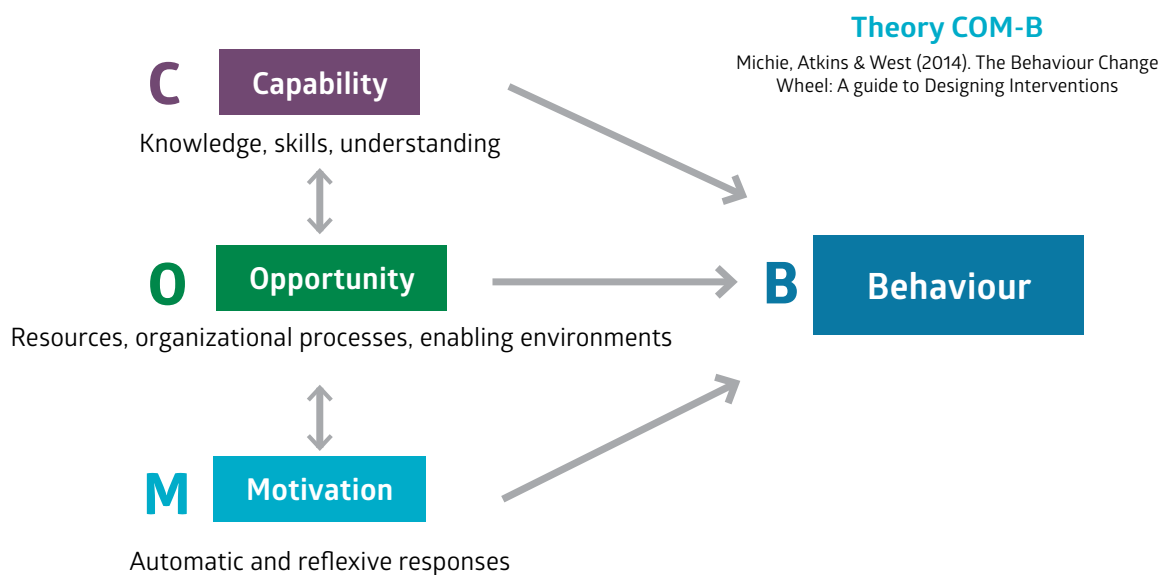 Theory COM-B
Michie, Atkins & West (2014). The Behaviour Change
Wheel: A guide to Designing Interventions
C Capability
Knowledge, skills, understanding
O Opportunity
Resources, organizational processes, enabling environments
B Behaviour
M Motivation
Automatic and reflexive responses